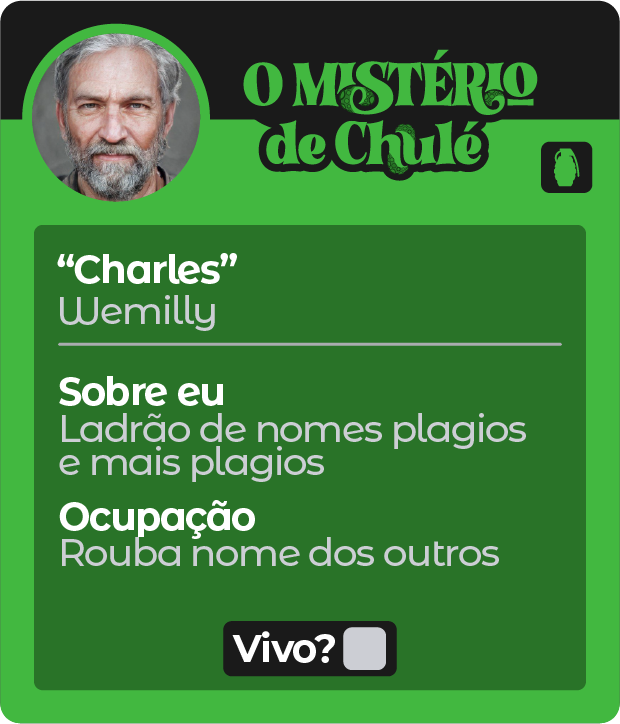 O MISTÉRIO
de Chulé
“Charles”
Wemilly
Sobre eu
Ladrão de nomes plagios
e mais plagios
Ocupação
Rouba nome dos outros
Vivo?